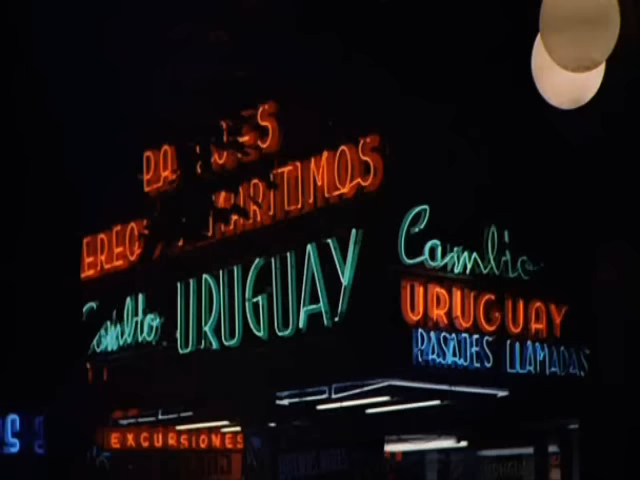 MARITIMOS
Cambio
URUGUAY
EXCURSIONES
Cambio
URUGUAY
PASAJES LLAMADAS